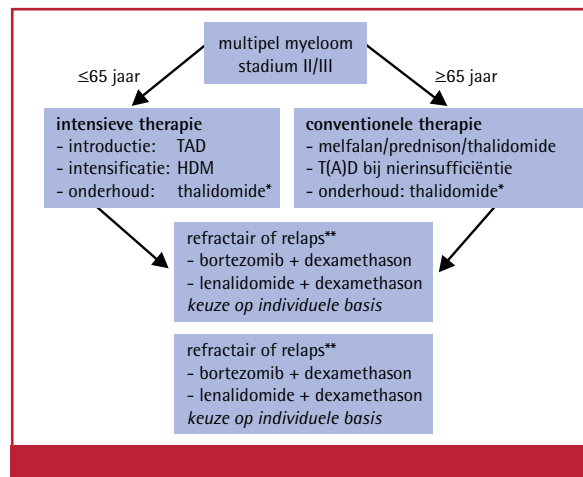 multipel myeloom
stadium II/III
≤65 jaar
≥65 jaar
intensieve therapie
- introductie: TAD
- intensificatie: HDM
- onderhoud: thalidomide*
conventionele therapie
- melfalan/prednison/thalidomide
- T(A)D bij nierinsufficiëntie
- onderhoud: thalidomide*
refractair of relaps**
- bortezomib + dexamethason
- lenalidomide + dexamethason
keuze op individuele basis
refractair of relaps**
- bortezomib + dexamethason
- lenalidomide + dexamethason
keuze op individuele basis